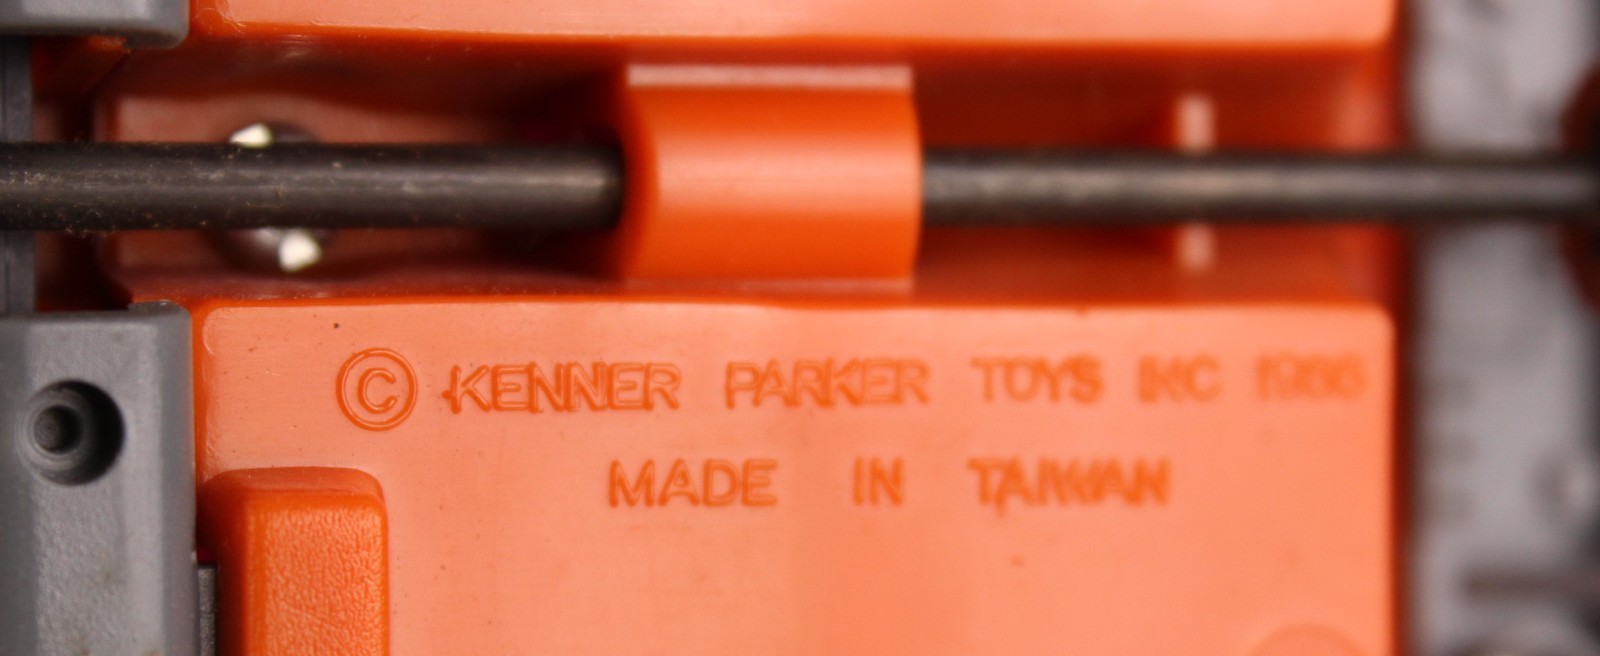 © KENNER PARKER TOYS INC
MADE IN TAIWAN